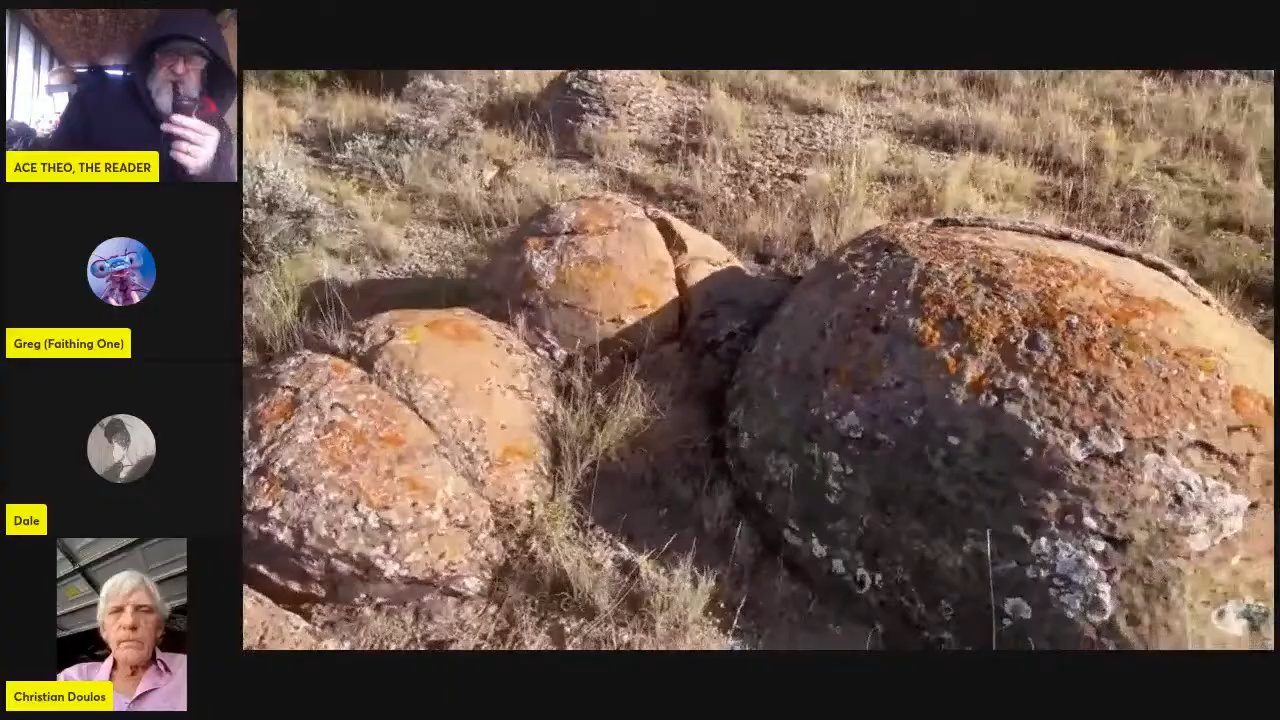 ACE THEO, THE READER
Greg (Faithing One)
Dale
Christian Doulos